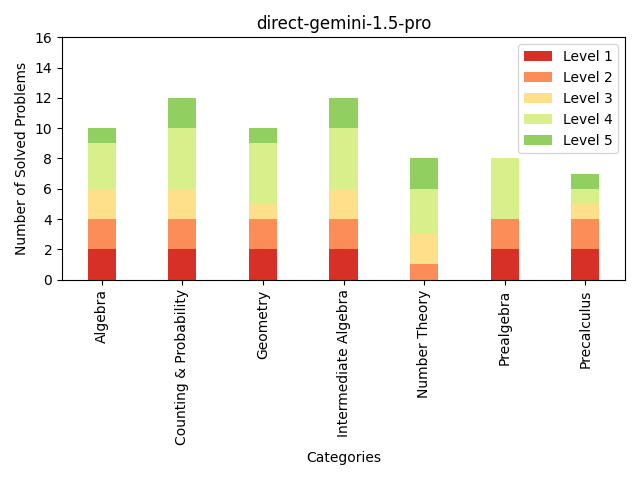 direct-gemini-1.5-pro
Number of Solved Problems
16
14
12
10
8
6
4
2
0
Level 1
Level 2
Level 3
Level 4
Level 5
Algebra
Counting & Probability
Geometry
Intermediate Algebra
Number Theory
Prealgebra
Precalculus
Categories